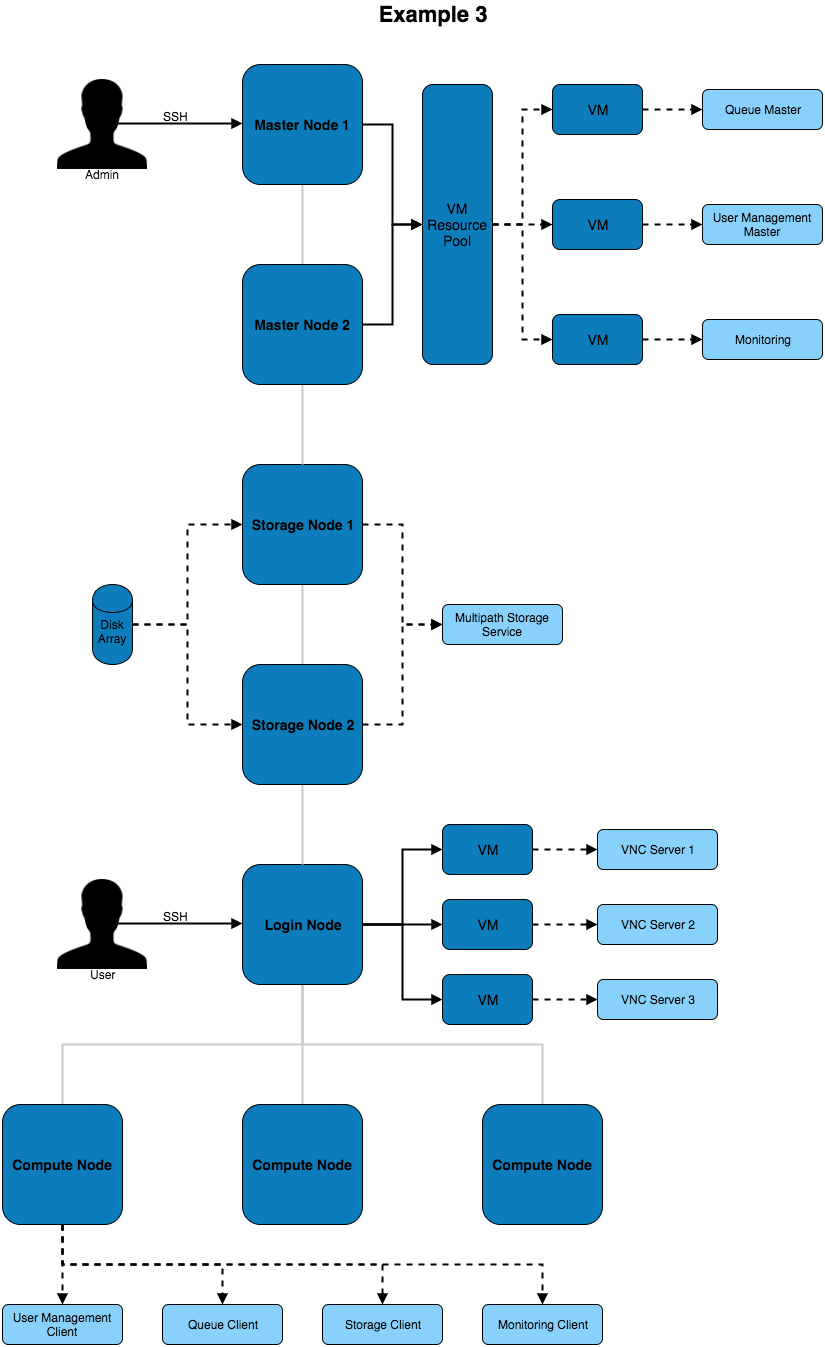 Example 3
SSH
Admin
Master Node 1
Master Node 2
VM
Resource
Pool
VM
Queue Master
VM
User Management
Master
VM
Monitoring
Storage Node 1
Disk
Array
Multipath Storage
Service
Storage Node 2
SSH
User
Login Node
VM
VNC Server 1
VM
VNC Server 2
VM
VNC Server 3
Compute Node
Compute Node
Compute Node
User Management
Client
Queue Client
Storage Client
Monitoring Client